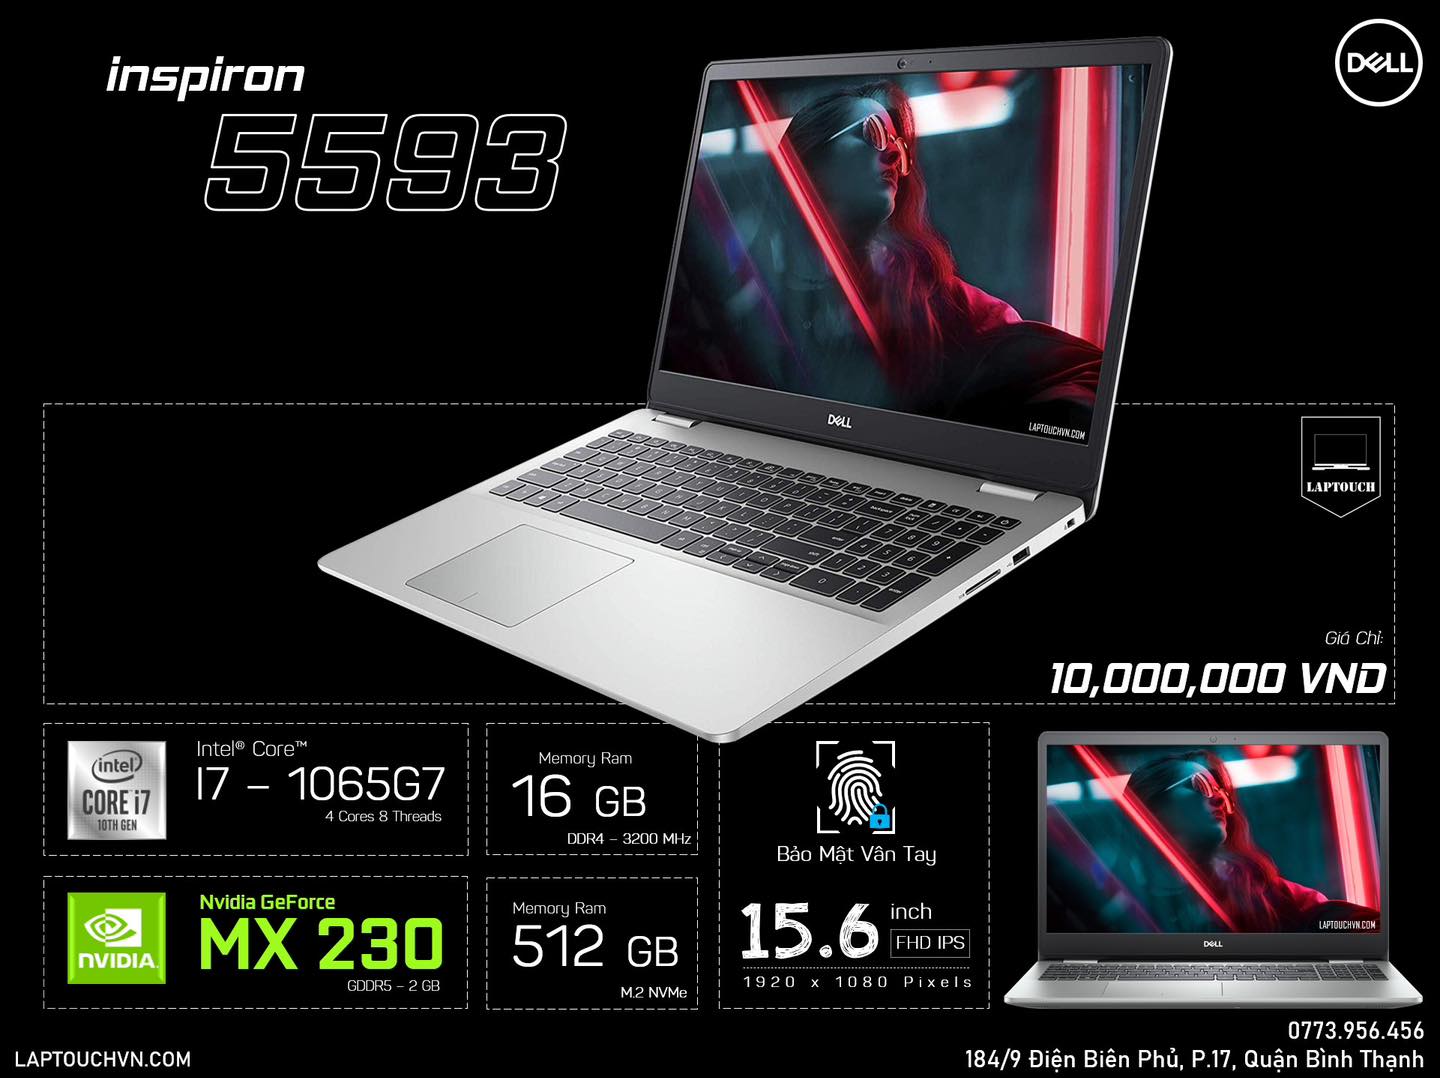 inspiron
5593
DELL
LAPTOUCHVN.COM
DELL
LAPTOUCH
Giá Chỉ:
10,000,000 VND
intel
CORE i7
10TH GEN
Intel® Core™
I7 – 1065G7
4 Cores 8 Threads
Memory Ram
16 GB
DDR4 – 3200 MHz
Bảo Mật Vân Tay
NVIDIA.
Nvidia GeForce
MX 230
GDDR5 – 2 GB
Memory Ram
512 GB
M.2 NVMe
15.6 inch
FHD IPS
1920 x 1080 Pixels
LAPTOUCHVN.COM
DELL
0773.956.456
LAPTOUCHVN.COM
184/9 Điện Biên Phủ, P.17, Quận Bình Thạnh